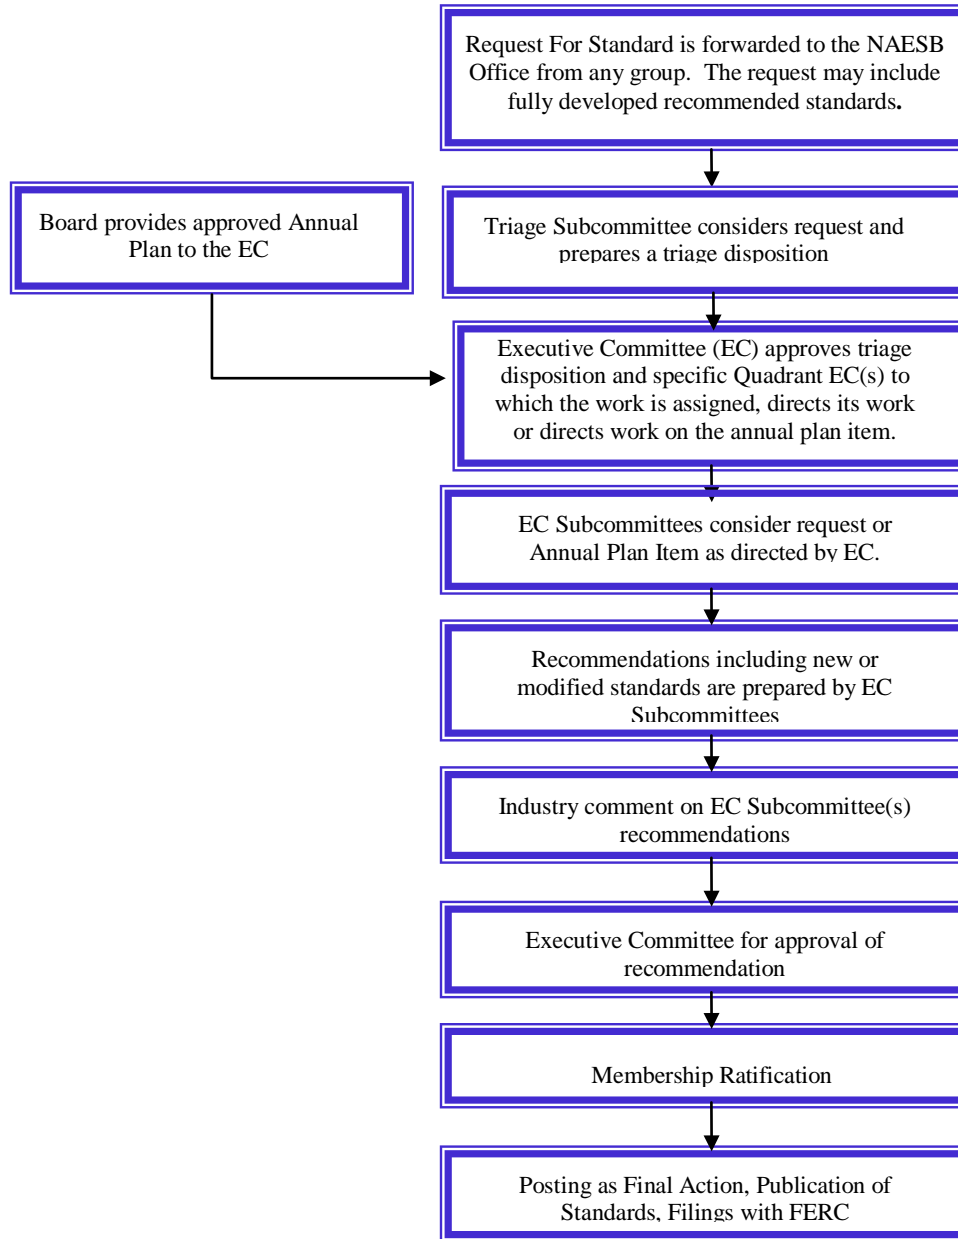 Request For Standard is forwarded to the NAESB
Office from any group.  The request may include
fully developed recommended standards.
Board provides approved Annual
Plan to the EC
Triage Subcommittee considers request and
prepares a triage disposition
Executive Committee (EC) approves triage
disposition and specific Quadrant EC(s) to
which the work is assigned, directs its work
or directs work on the annual plan item.
EC Subcommittees consider request or
Annual Plan Item as directed by EC.
Recommendations including new or
modified standards are prepared by EC
Subcommittees
Industry comment on EC Subcommittee(s)
recommendations
Executive Committee for approval of
recommendation
Membership Ratification
Posting as Final Action, Publication of
Standards, Filings with FERC